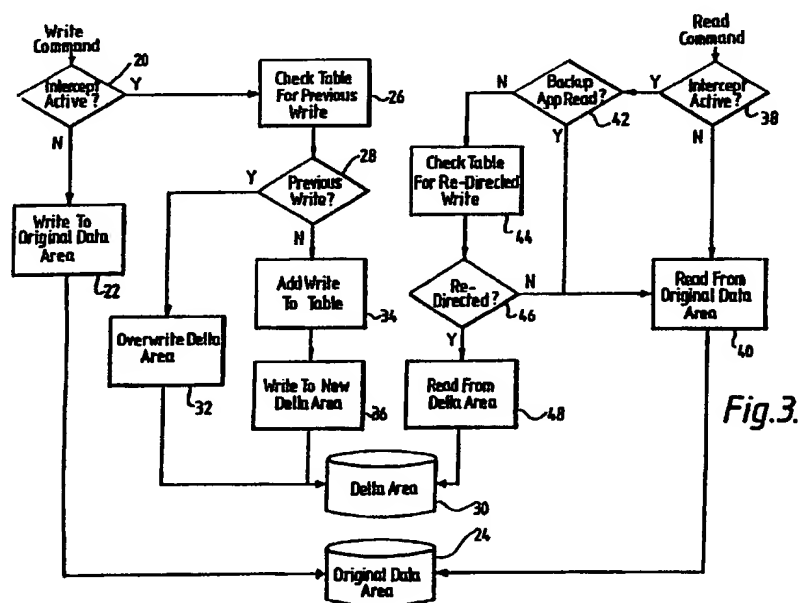 Write
Command
20
Intercept
Active?
Y
N
Write To
Original Data
Area
22
Check Table
For Previous
Write
26
28
Previous
Write?
Y
N
Overwrite Delta
Area
32
Add Write
To Table
34
Write To New
Delta Area
36
Read
Command
Intercept
Active?
38
Y
N
Backup
App Read?
42
N
Y
Check Table
For Re-Directed
Write
44
Re-
Directed?
46
N
Y
Read From
Original Data
Area
40
Read From
Delta Area
48
Delta Area
30
24
Original Data
Area
Fig.3.